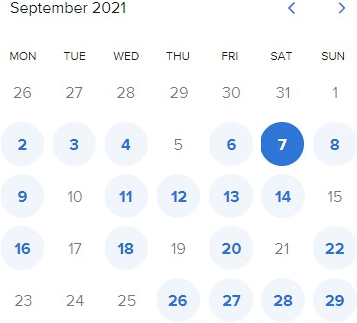 September 2021
MON TUE WED THU FRI SAT SUN
26 27 28 29 30 31 1
2 3 4 5 6 7 8
9 10 11 12 13 14 15
16 17 18 19 20 21 22
23 24 25 26 27 28 29